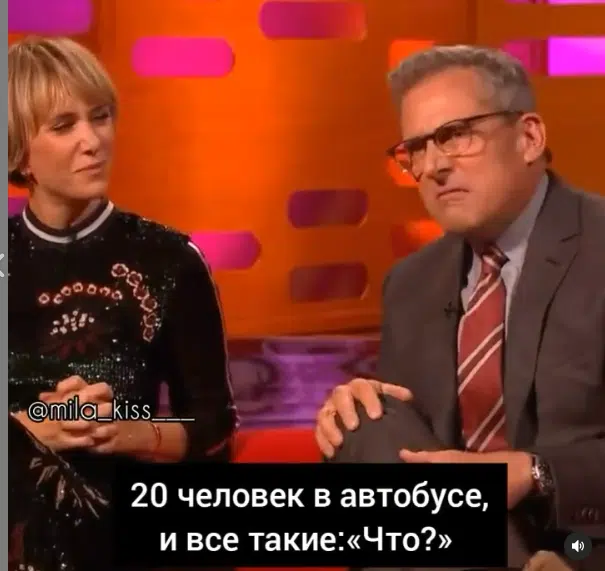 @mila_kiss___
20 человек в автобусе,
и все такие:«Что?»